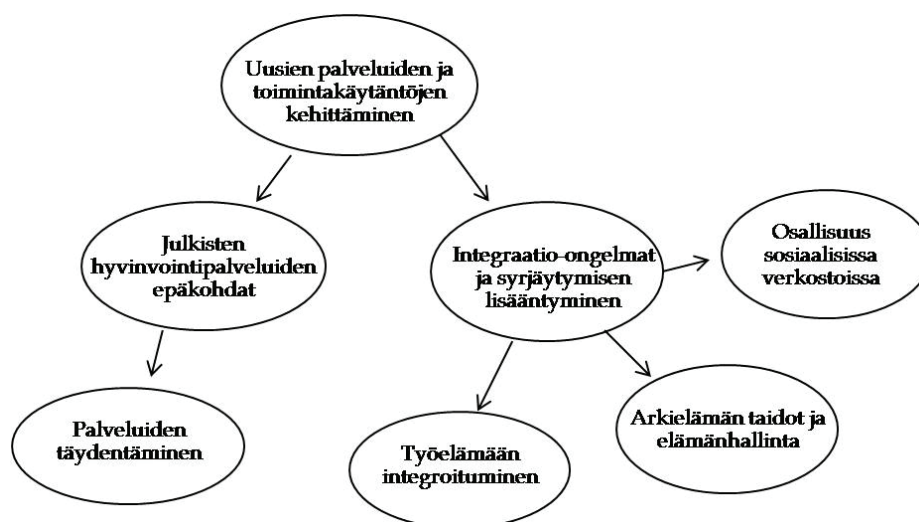 Uusien palveluiden ja
toimintakäytäntöjen
kehittäminen
Julkisten
hyvinvointipalveluiden
epäkohdat
Integraatio-ongelmat
ja syrjäytymisen
lisääntyminen
Osallisuus
sosiaalisissa
verkostoissa
Palveluiden
täydentäminen
Työelämään
integroituminen
Arkielämän taidot ja
elämänhallinta